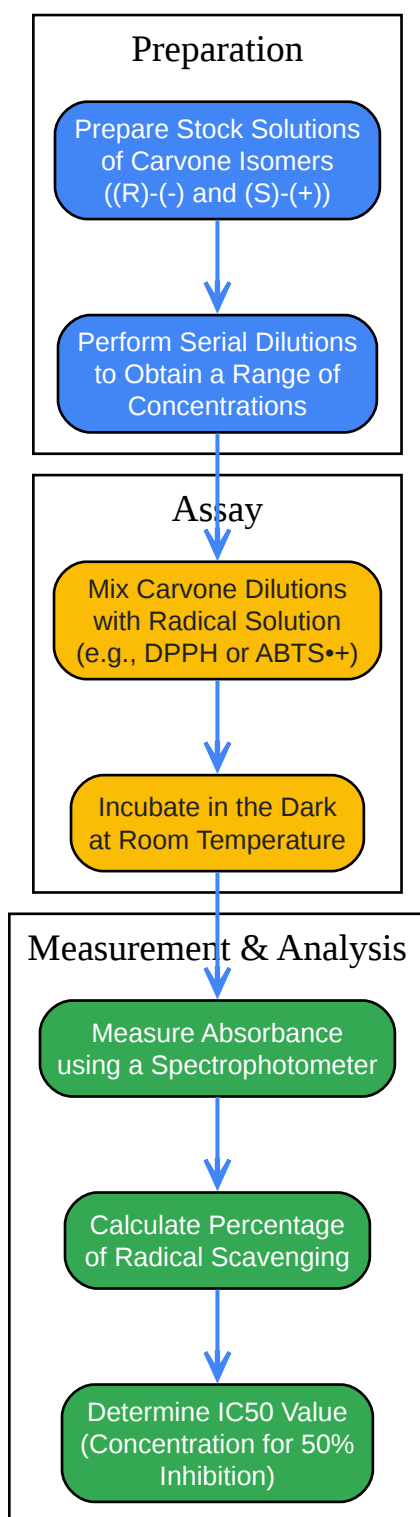 Preparation
Prepare Stock Solutions
of Carvone Isomers
((R)-(-) and (S)-(+))
Perform Serial Dilutions
to Obtain a Range of
Concentrations
Assay
Mix Carvone Dilutions
with Radical Solution
(e.g., DPPH or ABTS•+)
Incubate in the Dark
at Room Temperature
Measurement & Analysis
Measure Absorbance
using a Spectrophotometer
Calculate Percentage
of Radical Scavenging
Determine IC50 Value
(Concentration for 50%
Inhibition)